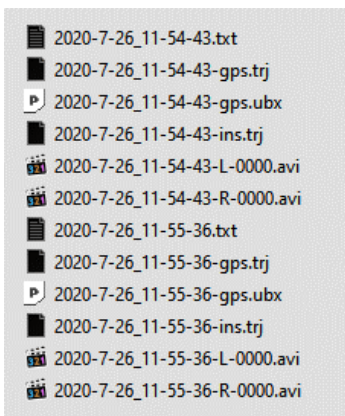 2020-7-26_11-54-43.txt
2020-7-26_11-54-43-gps.trj
2020-7-26_11-54-43-gps.ubx
2020-7-26_11-54-43-ins.trj
2020-7-26_11-54-43-L-0000.avi
2020-7-26_11-54-43-R-0000.avi
2020-7-26_11-55-36.txt
2020-7-26_11-55-36-gps.trj
2020-7-26_11-55-36-gps.ubx
2020-7-26_11-55-36-ins.trj
2020-7-26_11-55-36-L-0000.avi
2020-7-26_11-55-36-R-0000.avi